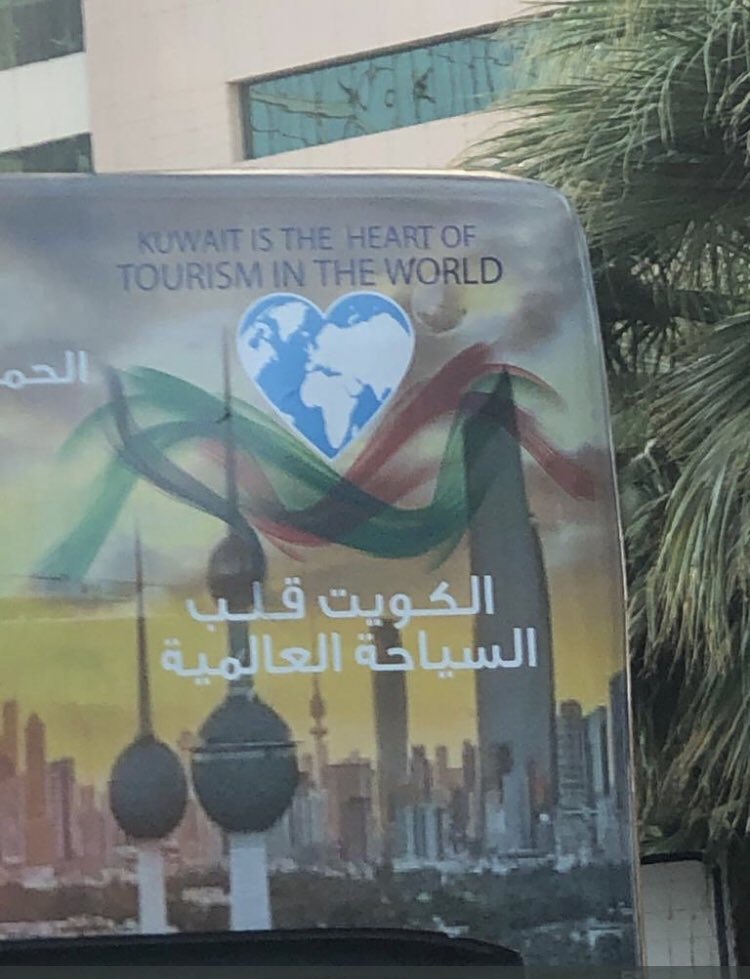 KUWAIT IS THE HEART OF
TOURISM IN THE WORLD
الكويت قلب
السياحة العالمية